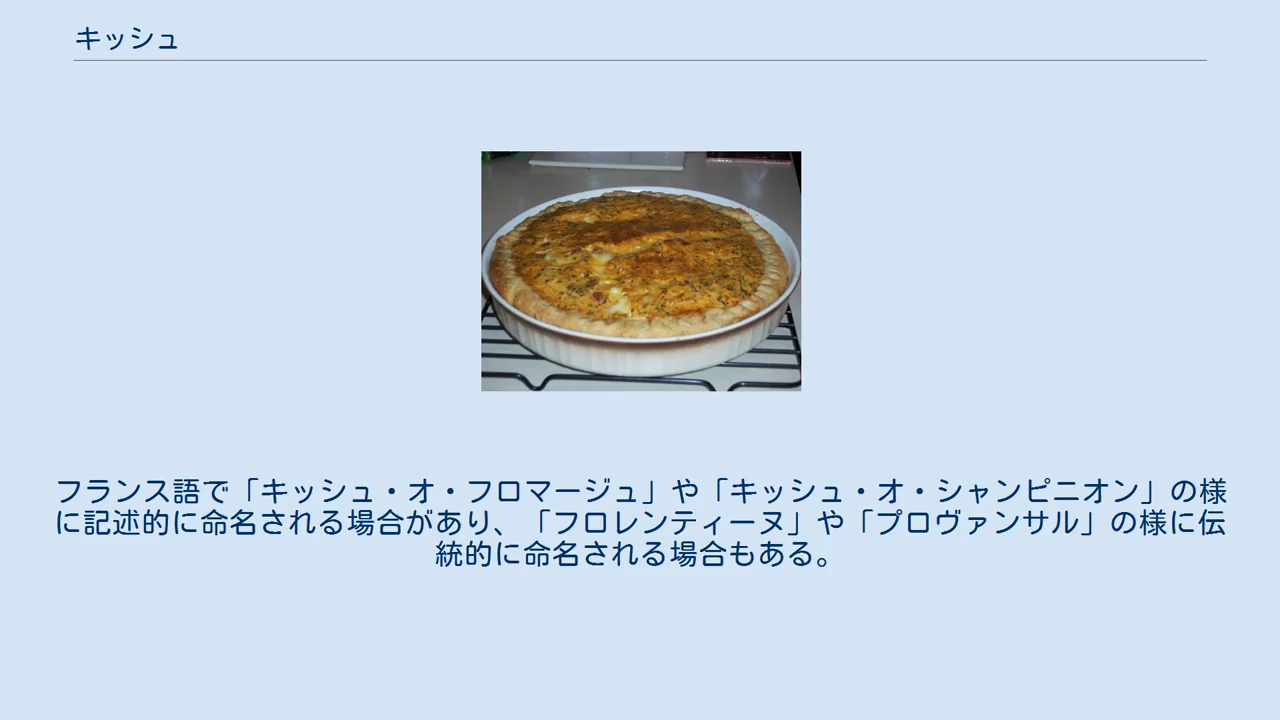 キッシュ
フランス語で「キッシュ・オ・フロマージュ」や「キッシュ・オ・シャンピニオン」の様
に記述的に命名される場合があり、「フロレンティーヌ」や「プロヴァンサル」の様に伝
統的に命名される場合もある。